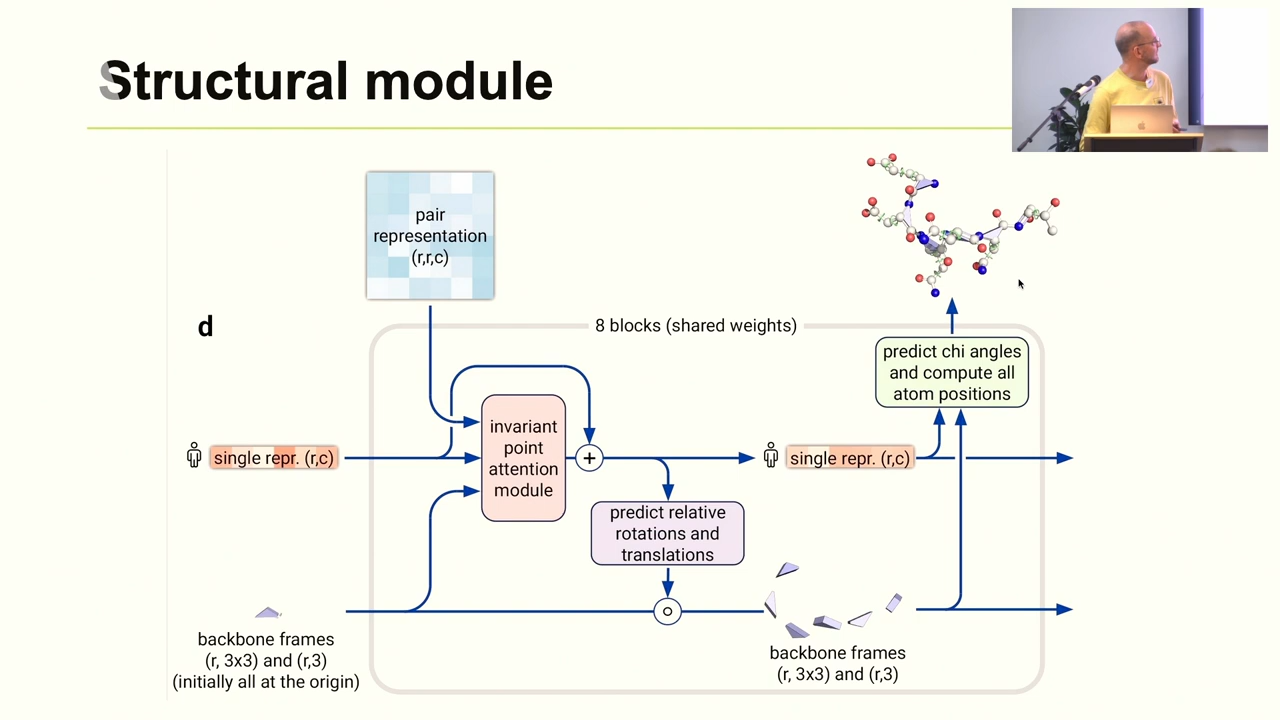 Structural module
pair
representation
(r,r,c)
d
8 blocks (shared weights)
predict chi angles
and compute all
atom positions
invariant
point
attention
module
single repr. (r,c)
+
single repr. (r,c)
predict relative
rotations and
translations
backbone frames
(r, 3x3) and (r,3)
(initially all at the origin)
backbone frames
(r, 3x3) and (r,3)